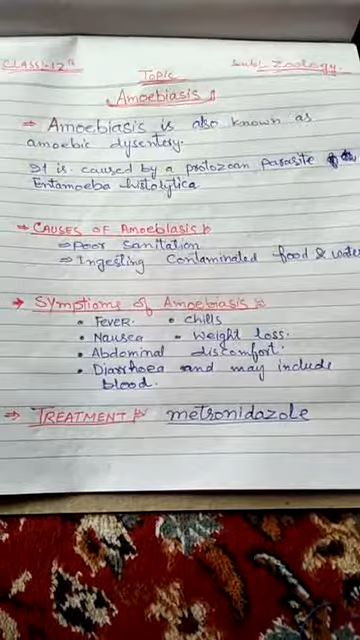 CLASS:-12th
Sub:- Zoology.
Topic
Amoebiasis
⇒ Amoebiasis is also known as
amoebic dysentery.
It is caused by a protozoan parasite
Entamoeba histolytica
→ CAUSES OF AMOEBIASIS :-
⇒ Poor Sanitation
⇒ Ingesting Contaminated food & water
→ Symptioms of Amoebiasis :-
• Fever. • chills
• Nausea • Weight loss.
• Abdominal discomfort.
• Diarrhoea and may include
blood.
⇒ TREATMENT :- metronidazole